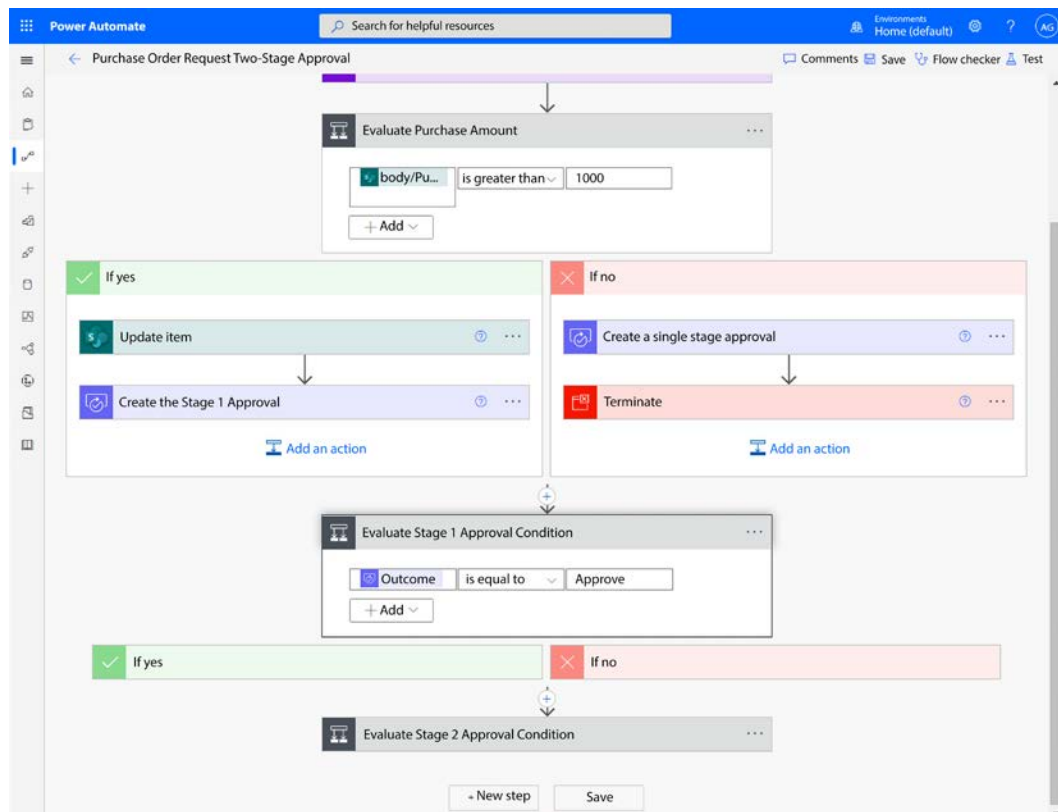 Power Automate
Search for helpful resources
Environments
Home (default)
?
AG
Purchase Order Request Two-Stage Approval
Comments Save Flow checker Test
Evaluate Purchase Amount
body/Pu... is greater than 1000
+ Add
If yes
If no
Update item
Create a single stage approval
Create the Stage 1 Approval
Terminate
Add an action
Add an action
Evaluate Stage 1 Approval Condition
Outcome is equal to Approve
+ Add
If yes
If no
Evaluate Stage 2 Approval Condition
+ New step Save